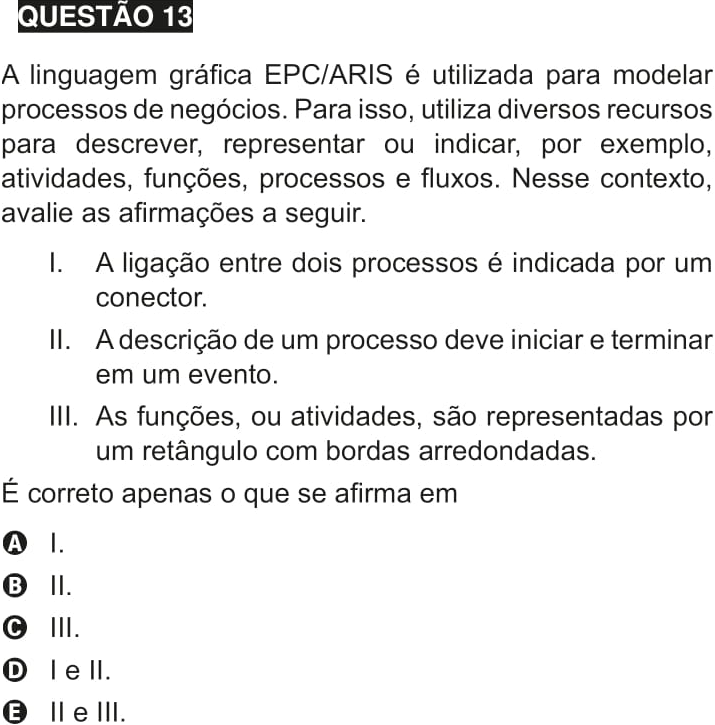 QUESTÃO 13
A linguagem gráfica EPC/ARIS é utilizada para modelar
processos de negócios. Para isso, utiliza diversos recursos
para descrever, representar ou indicar, por exemplo,
atividades, funções, processos e fluxos. Nesse contexto,
avalie as afirmações a seguir.
I. A ligação entre dois processos é indicada por um
conector.
II. A descrição de um processo deve iniciar e terminar
em um evento.
III. As funções, ou atividades, são representadas por
um retângulo com bordas arredondadas.
É correto apenas o que se afirma em
A I.
B II.
C III.
D I e II.
E II e III.